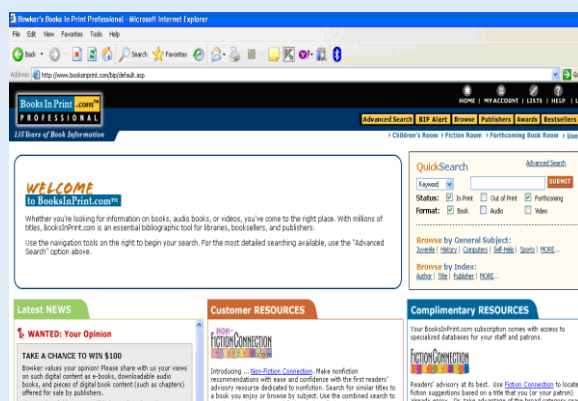 Bowker's Books In Print Professional - Microsoft Internet Explorer
File Edit View Favorites Tools Help
Back Search Favorites
Address http://www.booksinprint.com/bip/default.asp Go
BooksInPrint.com™
PROFESSIONAL
135 Years of Book Information
HOME | MYACCOUNT | LISTS | HELP |
Advanced Search BIP Alert Browse Publishers Awards Bestsellers
Children's Room Fiction Room Forthcoming Book Room
WELCOME
to BooksInPrint.com™
Whether you're looking for information on books, audio books, or videos, you've come to the right place. With millions of
titles, BooksInPrint.com is an essential bibliographic tool for libraries, booksellers, and publishers.
Use the navigation tools on the right to begin your search. For the most detailed searching available, use the "Advanced
Search" option above.
QuickSearch Advanced Search
Keyword SUBMIT
Status: In Print Out of Print Forthcoming
Format: Book Audio Video
Browse by General Subject:
Juvenile | History | Computers | Self-Help | Sports | MORE...
Browse by Index:
Author | Title | Publisher | MORE...
Latest NEWS
WANTED: Your Opinion
TAKE A CHANCE TO WIN $100
Bowker values your opinion! Please share with us your views
on such digital content as e-books, downloadable audio
books, and pieces of digital book content (such as chapters)
offered for sale by publishers.
Customer RESOURCES
NON-
FICTIONCONNECTION
Introducing ... Non-Fiction Connection. Make nonfiction
recommendations with ease and confidence with the first readers'
advisory resource dedicated to nonfiction. Search for similar titles to
a book you enjoy or browse by subject. Use the combined search to
Complimentary RESOURCES
Your BooksInPrint.com subscription comes with access to
specialized databases for your staff and patrons.
FICTIONCONNECTION
Readers' advisory at its best. Use Fiction Connection to locate
fiction suggestions based on a title that you (or your patron)